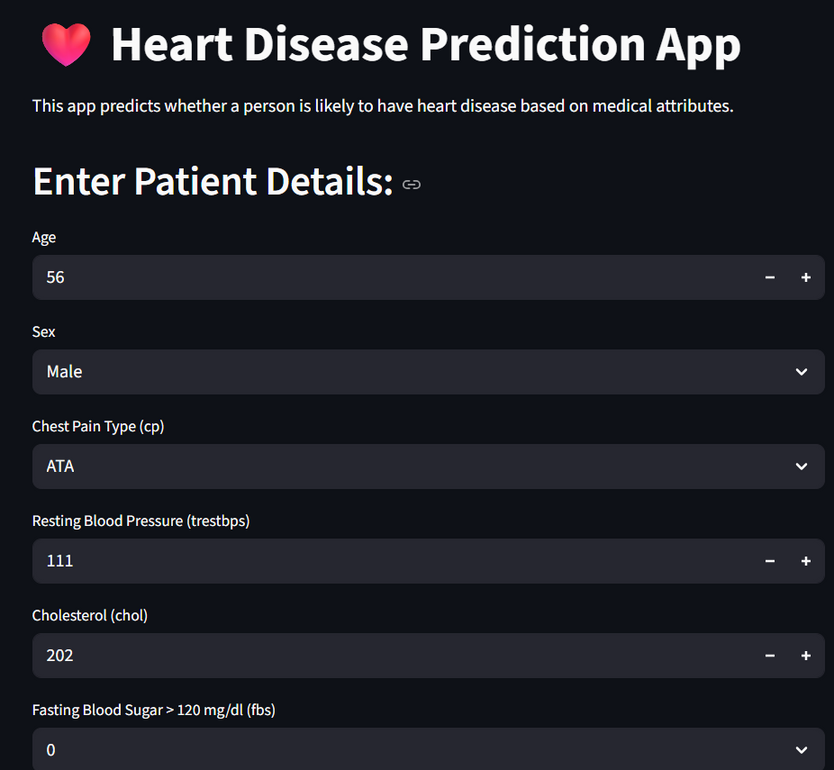 Heart Disease Prediction App
This app predicts whether a person is likely to have heart disease based on medical attributes.
Enter Patient Details:
Age
56
Sex
Male
Chest Pain Type (cp)
ATA
Resting Blood Pressure (trestbps)
111
Cholesterol (chol)
202
Fasting Blood Sugar > 120 mg/dl (fbs)
0